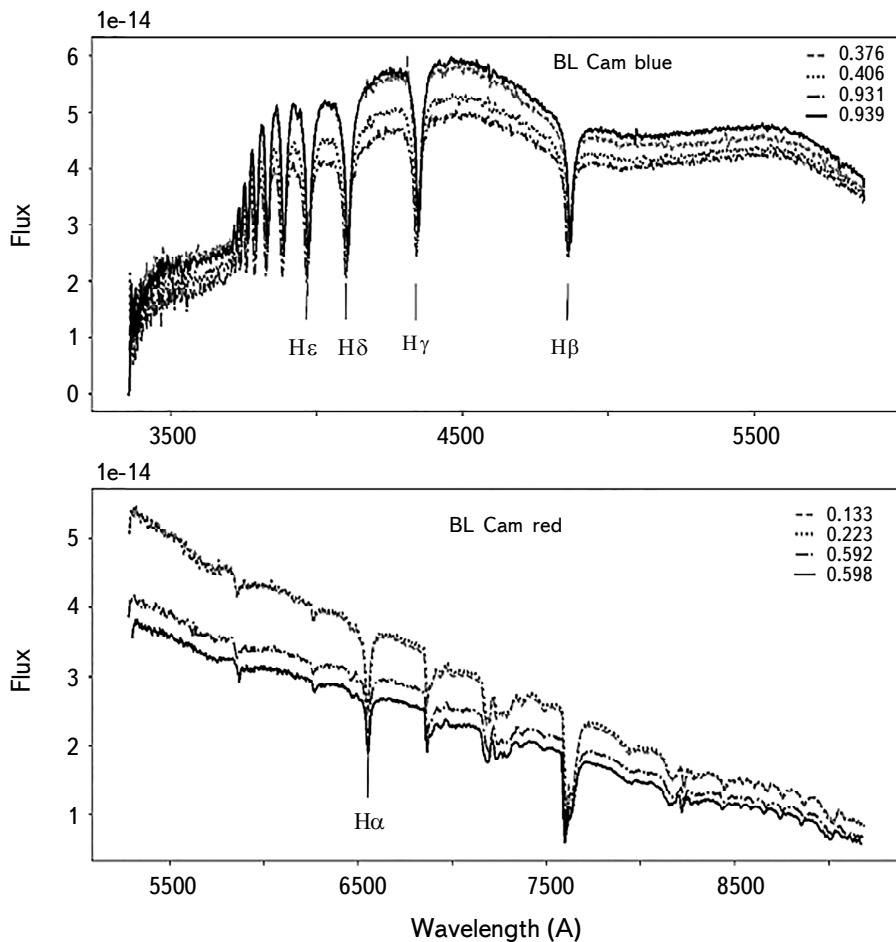 1e-14
BL Cam blue
0.376
0.406
0.931
0.939
6
5
4
3
2
1
0
Flux
Hε Hδ Hγ Hβ
3500 4500 5500
1e-14
BL Cam red
0.133
0.223
0.592
0.598
5
4
3
2
1
Flux
Hα
5500 6500 7500 8500
Wavelength (A)